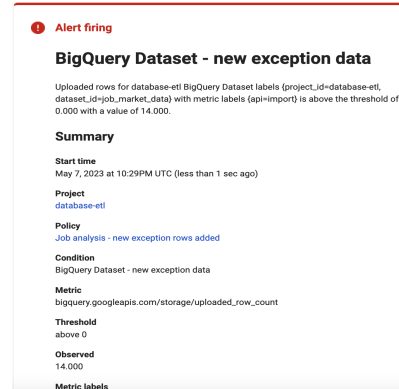 Alert firing
BigQuery Dataset - new exception data
Uploaded rows for database-etl BigQuery Dataset labels {project_id=database-etl,
dataset_id=job_market_data} with metric labels {api=import} is above the threshold of
0.000 with a value of 14.000.
Summary
Start time
May 7, 2023 at 10:29PM UTC (less than 1 sec ago)
Project
database-etl
Policy
Job analysis - new exception rows added
Condition
BigQuery Dataset - new exception data
Metric
bigquery.googleapis.com/storage/uploaded_row_count
Threshold
above 0
Observed
14.000
Metric labels